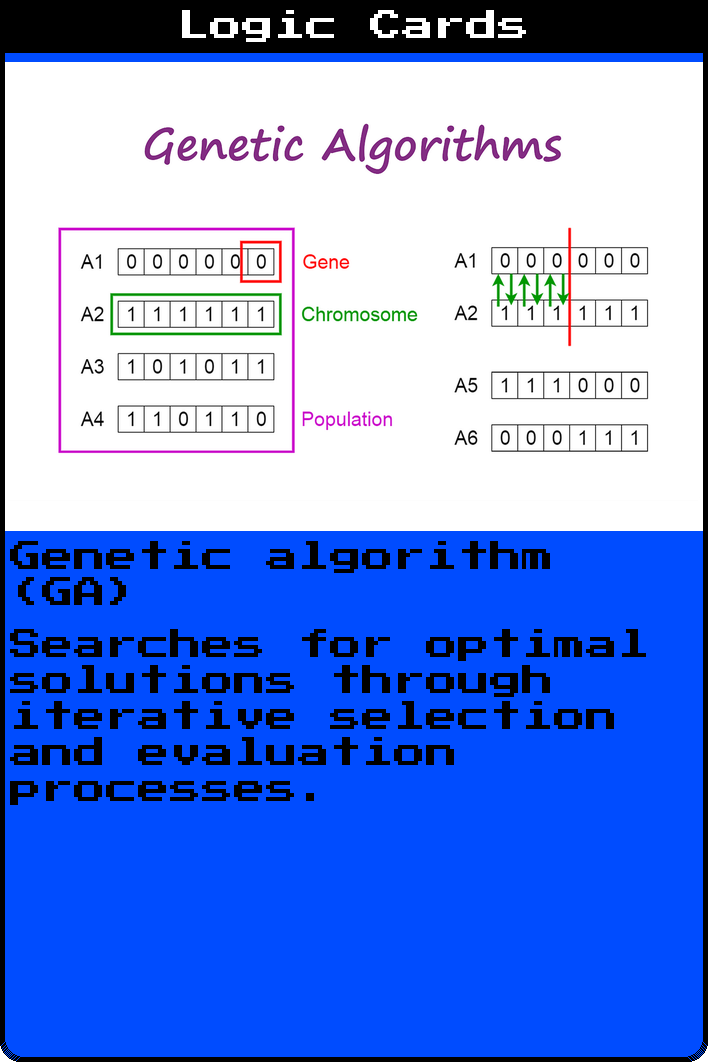 Logic Cards
Genetic Algorithms
A1 0 0 0 0 0 0 Gene
A2 1 1 1 1 1 1 Chromosome
A3 1 0 1 0 1 1
A4 1 1 0 1 1 0 Population
A1 0 0 0 0 0 0
A2 1 1 1 1 1 1
A5 1 1 1 0 0 0
A6 0 0 0 1 1 1
Genetic algorithm
(GA)
Searches for optimal
solutions through
iterative selection
and evaluation
processes.